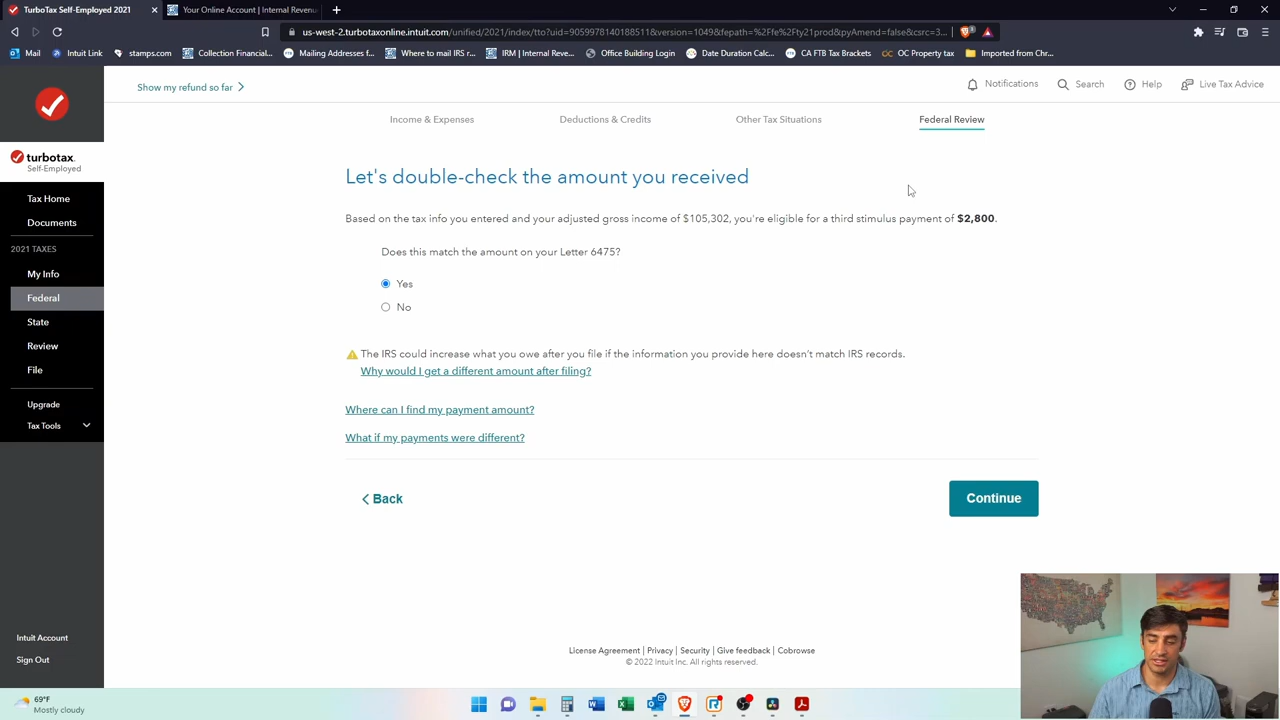 TurboTax Self-Employed 2021
Your Online Account | Internal Revenu
us-west-2.turbotaxonline.intuit.com/unified/2021/index/tto?uid=9059978140188511&version=1049&fepath=%2Ffe%2Fty21prod&pyAmend=false&csrc=3...
Mail
Intuit Link
stamps.com
Collection Financial...
Mailing Addresses f...
Where to mail IRS r...
IRM | Internal Reve...
Office Building Login
Date Duration Calc...
CA FTB Tax Brackets
OC Property tax
Imported from Chr...
Show my refund so far
Notifications
Search
Help
Live Tax Advice
Income & Expenses
Deductions & Credits
Other Tax Situations
Federal Review
turbotax
Self-Employed
Tax Home
Documents
2021 TAXES
My Info
Federal
State
Review
File
Upgrade
Tax Tools
Intuit Account
Sign Out
Let's double-check the amount you received
Based on the tax info you entered and your adjusted gross income of $105,302, you're eligible for a third stimulus payment of $2,800.
Does this match the amount on your Letter 6475?
Yes
No
The IRS could increase what you owe after you file if the information you provide here doesn't match IRS records.
Why would I get a different amount after filing?
Where can I find my payment amount?
What if my payments were different?
Back
Continue
License Agreement | Privacy | Security | Give feedback | Cobrowse
© 2022 Intuit Inc. All rights reserved.
69°F
Mostly cloudy